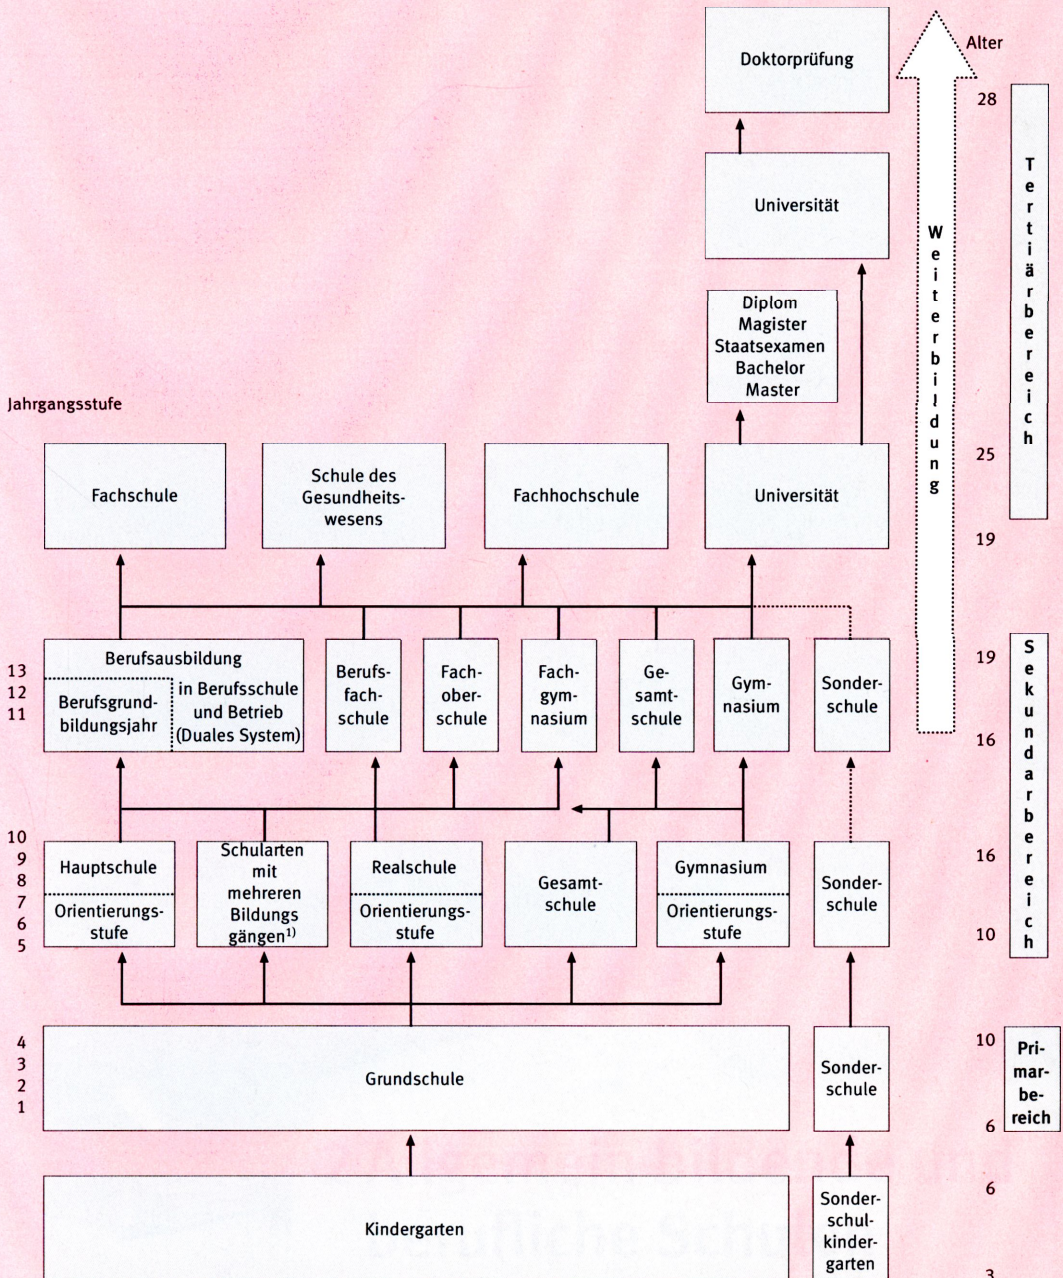 Doktorprüfung
Alter
28
Universität
Tertiärbereich
Weiterbildung
Diplom
Magister
Staatsexamen
Bachelor
Master
Jahrgangsstufe
25
Fachschule
Schule des
Gesundheits-
wesens
Fachhochschule
Universität
19
13
12
11
Berufsausbildung
Berufsgrund-
bildungsjahr
in Berufsschule
und Betrieb
(Duales System)
Berufs-
fach-
schule
Fach-
ober-
schule
Fach-
gym-
nasium
Ge-
samt-
schule
Gym-
nasium
Sonder-
schule
19
16
Sekundarbereich
10
9
8
7
6
5
Hauptschule
Orientierungs-
stufe
Schularten
mit
mehreren
Bildungs
gängen1)
Realschule
Orientierungs-
stufe
Gesamt-
schule
Gymnasium
Orientierungs-
stufe
Sonder-
schule
16
10
4
3
2
1
Grundschule
Sonder-
schule
10
6
Pri-
mar-
be-
reich
Kindergarten
Sonder-
schul-
kinder-
garten
6
3